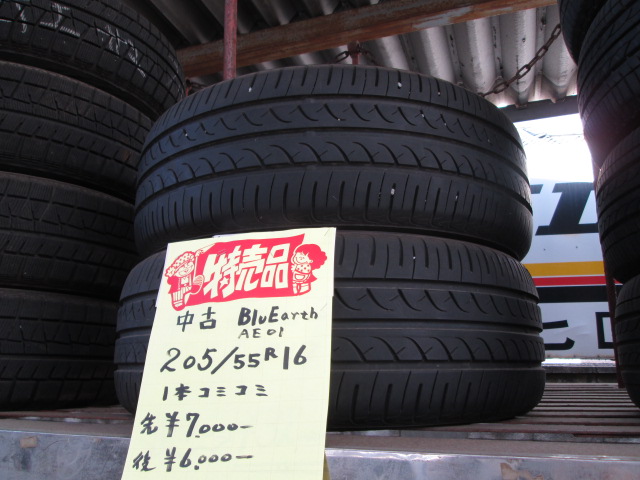 特売品
中古 BluEarth
AE01
205/55R16
1本コミコミ
先 ¥7,000-
後 ¥6,000-